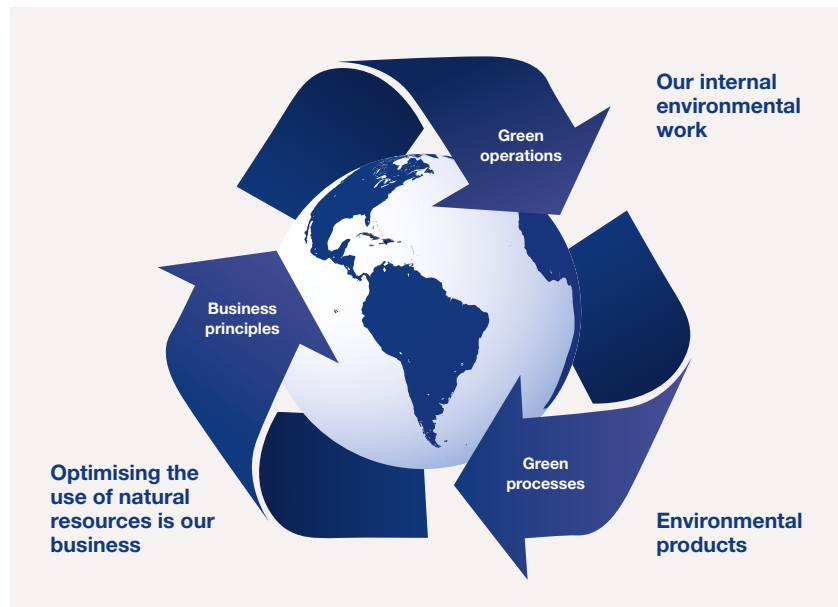 Our internal
environmental
work
Green
operations
Business
principles
Green
processes
Optimising the
use of natural
resources is our
business
Environmental
products